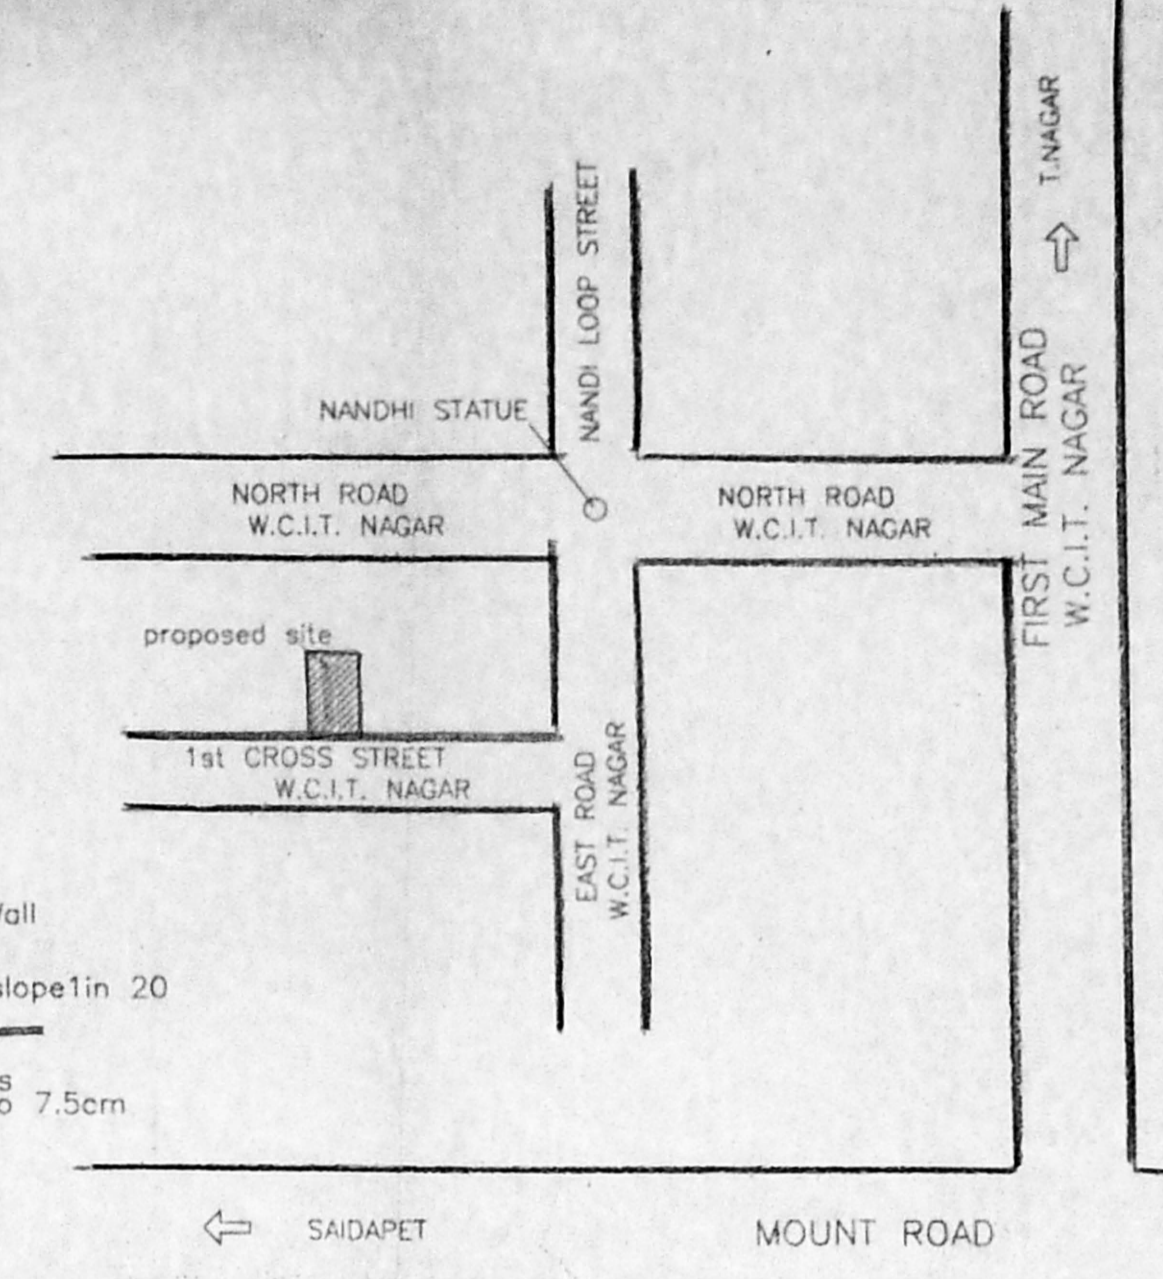 T.NAGAR
NANDI LOOP STREET
FIRST MAIN ROAD
W.C.I.T. NAGAR
NANDHI STATUE
NORTH ROAD
W.C.I.T. NAGAR
NORTH ROAD
W.C.I.T. NAGAR
proposed site
1st CROSS STREET
W.C.I.T. NAGAR
EAST ROAD
W.C.I.T. NAGAR
all
slope1in 20
s
7.5cm
SAIDAPET
MOUNT ROAD